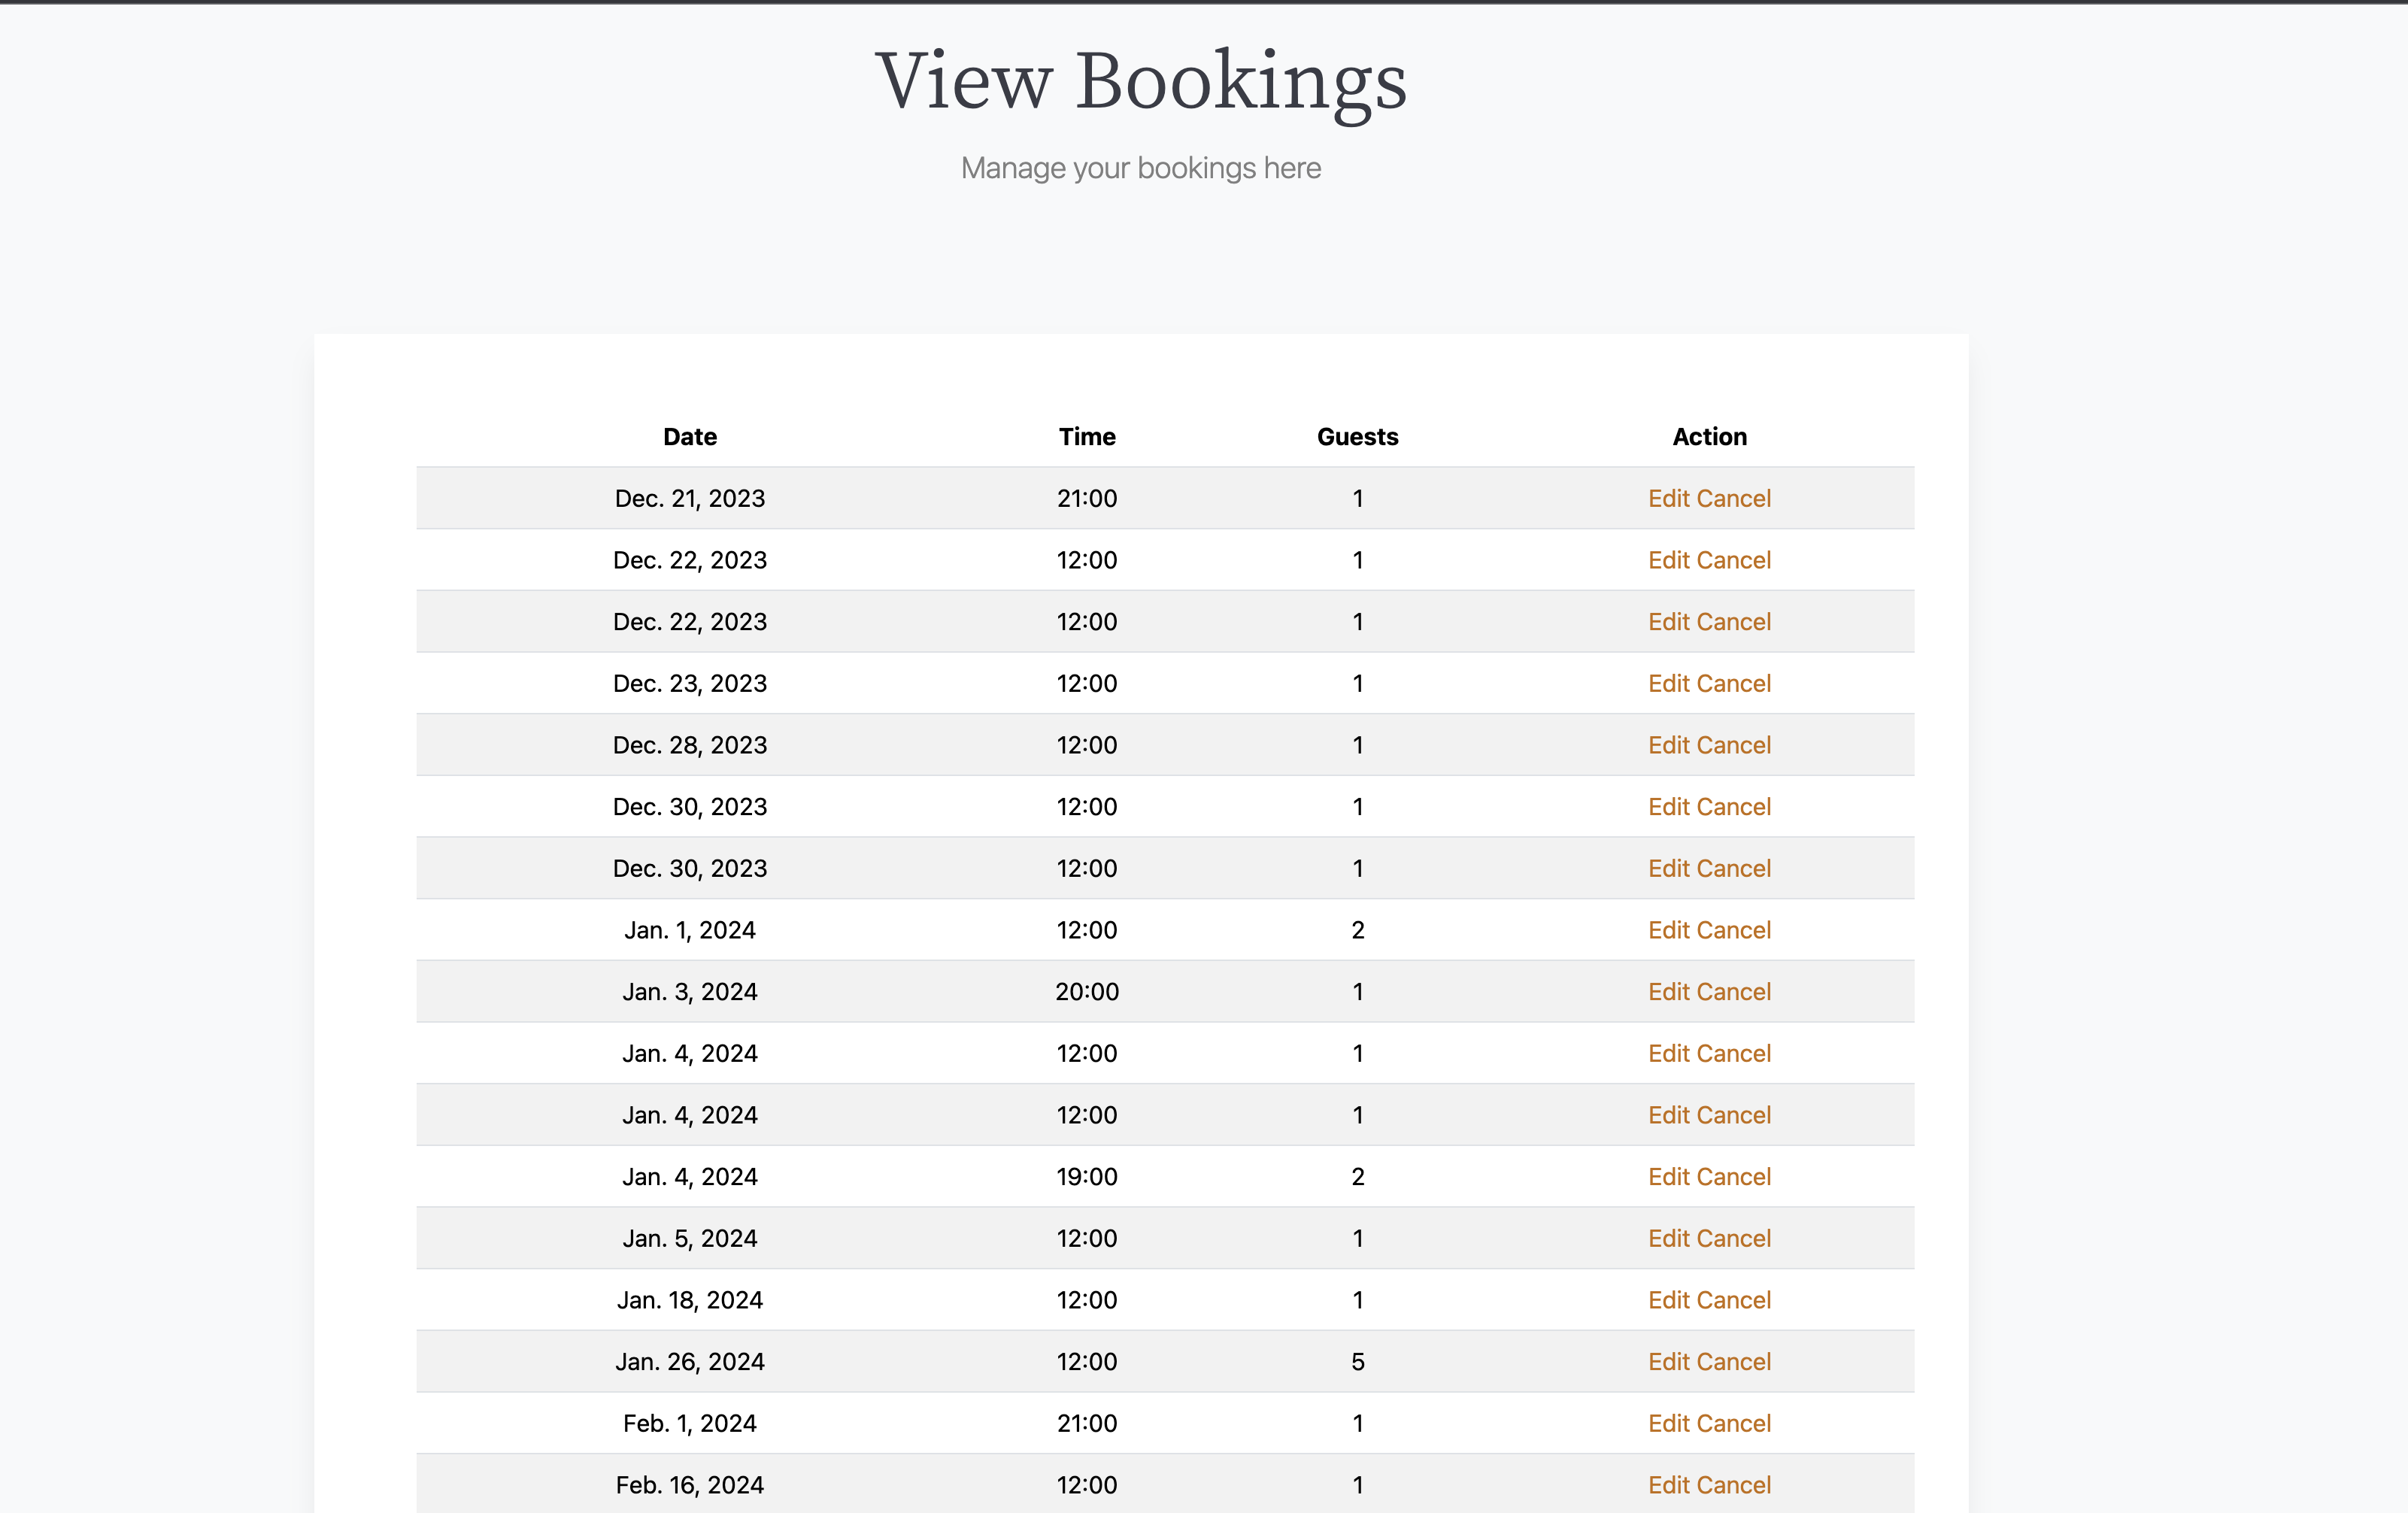 View Bookings
Manage your bookings here
Date Time Guests Action
Dec. 21, 2023 21:00 1 Edit Cancel
Dec. 22, 2023 12:00 1 Edit Cancel
Dec. 22, 2023 12:00 1 Edit Cancel
Dec. 23, 2023 12:00 1 Edit Cancel
Dec. 28, 2023 12:00 1 Edit Cancel
Dec. 30, 2023 12:00 1 Edit Cancel
Dec. 30, 2023 12:00 1 Edit Cancel
Jan. 1, 2024 12:00 2 Edit Cancel
Jan. 3, 2024 20:00 1 Edit Cancel
Jan. 4, 2024 12:00 1 Edit Cancel
Jan. 4, 2024 12:00 1 Edit Cancel
Jan. 4, 2024 19:00 2 Edit Cancel
Jan. 5, 2024 12:00 1 Edit Cancel
Jan. 18, 2024 12:00 1 Edit Cancel
Jan. 26, 2024 12:00 5 Edit Cancel
Feb. 1, 2024 21:00 1 Edit Cancel
Feb. 16, 2024 12:00 1 Edit Cancel